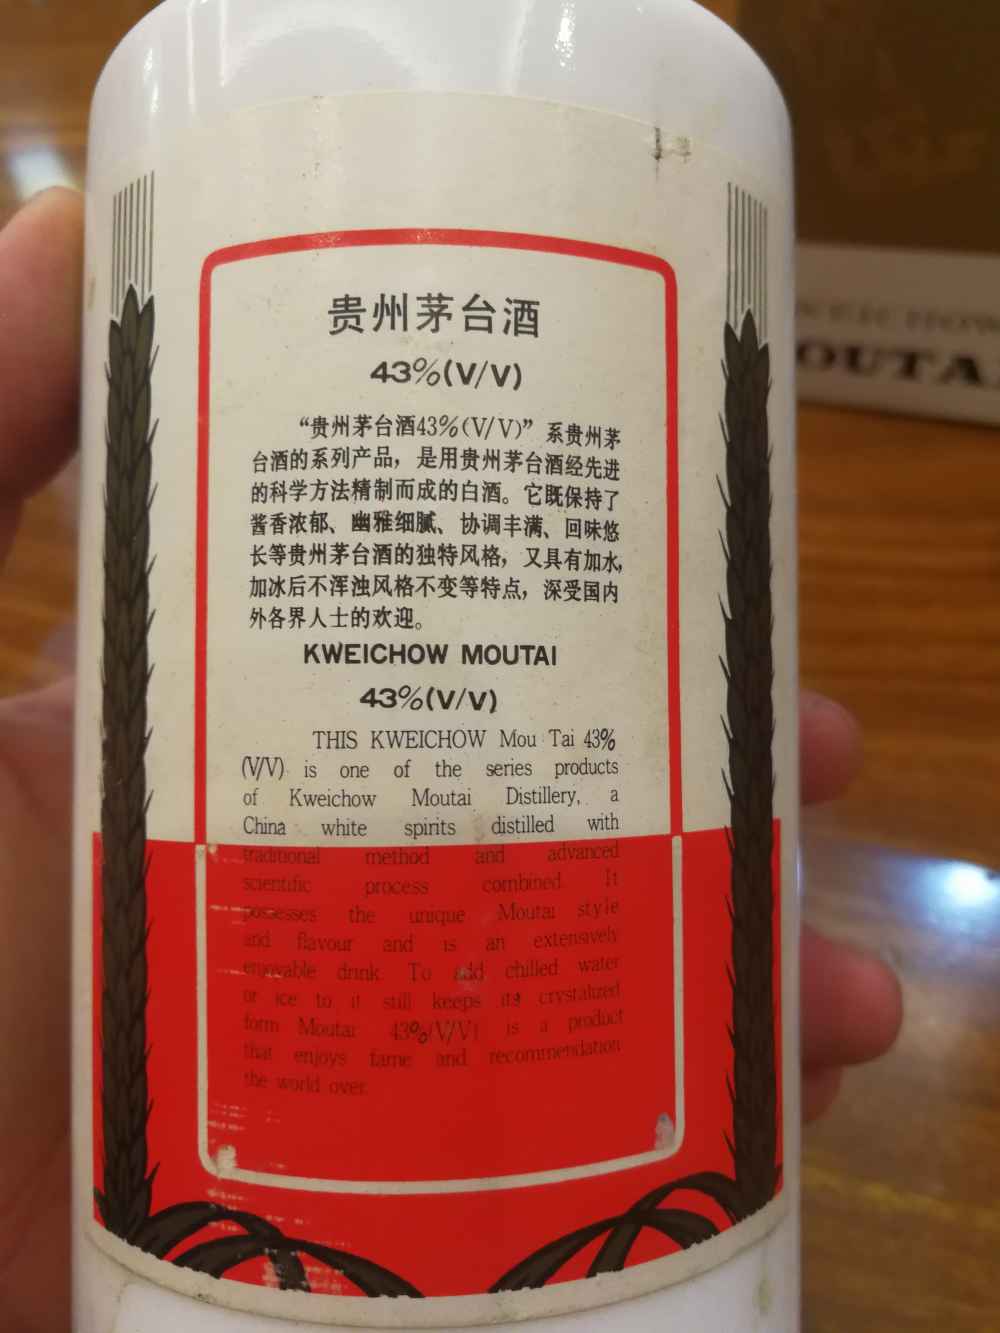 贵州茅台酒
43%(V/V)
“贵州茅台酒43%(V/V)”系贵州茅
台酒的系列产品，是用贵州茅台酒经先进
的科学方法精制而成的白酒。它既保持了
酱香浓郁、幽雅细腻、协调丰满、回味悠
长等贵州茅台酒的独特风格，又具有加水，
加冰后不浑浊风格不变等特点，深受国内
外各界人士的欢迎。
KWEICHOW MOUTAI
43%(V/V)
THIS KWEICHOW Mou Tai 43%
(V/V) is one of the series products
of Kweichow Moutai Distillery, a
China white spirits distilled with
traditional method and advanced
scientific process combined. It
possesses the unique Moutai style
and flavour and is an extensively
enjoyable drink. To add chilled water
or ice to it still keeps its crystalized
form Moutai 43%(V/V) is a product
that enjoys fame and recommendation
the world over.
OUTA